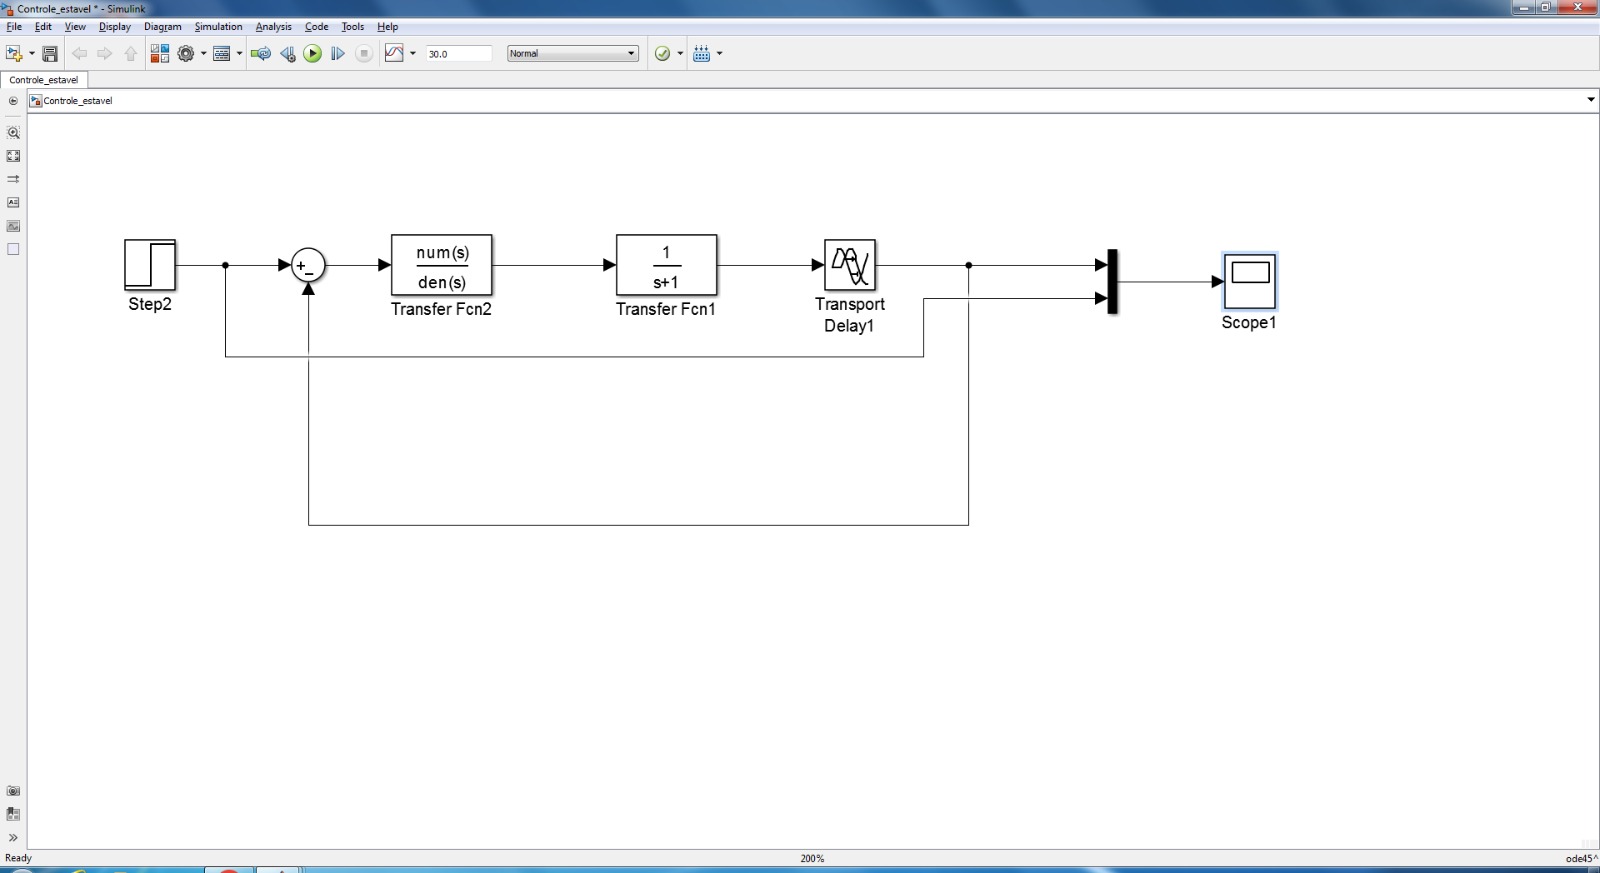 Controle_estavel * - Simulink
File Edit View Display Diagram Simulation Analysis Code Tools Help
30.0
Normal
Controle_estavel
Controle_estavel
Step2
+
−
num(s)
den(s)
Transfer Fcn2
1
s+1
Transfer Fcn1
Transport
Delay1
Scope1
Ready
200%
ode45^